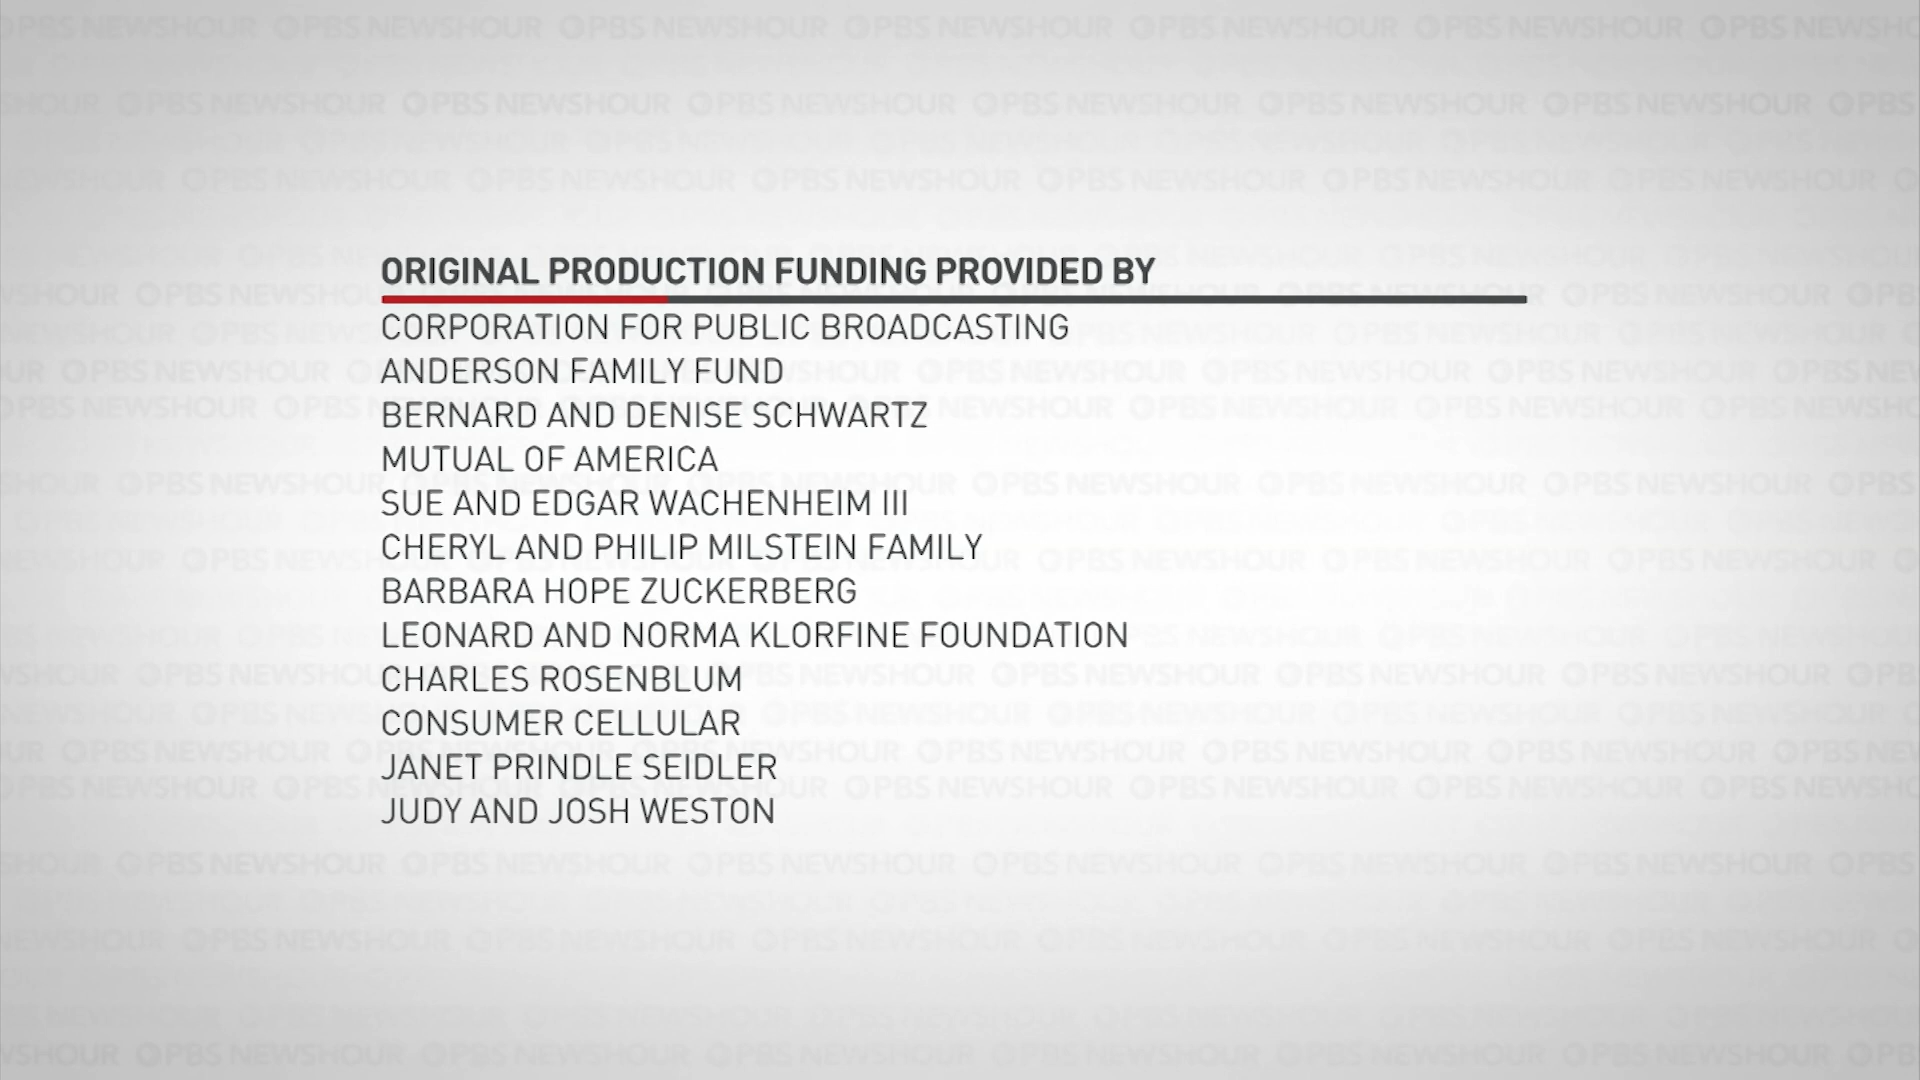 ORIGINAL PRODUCTION FUNDING PROVIDED BY
CORPORATION FOR PUBLIC BROADCASTING
ANDERSON FAMILY FUND
BERNARD AND DENISE SCHWARTZ
MUTUAL OF AMERICA
SUE AND EDGAR WACHENHEIM III
CHERYL AND PHILIP MILSTEIN FAMILY
BARBARA HOPE ZUCKERBERG
LEONARD AND NORMA KLORFINE FOUNDATION
CHARLES ROSENBLUM
CONSUMER CELLULAR
JANET PRINDLE SEIDLER
JUDY AND JOSH WESTON